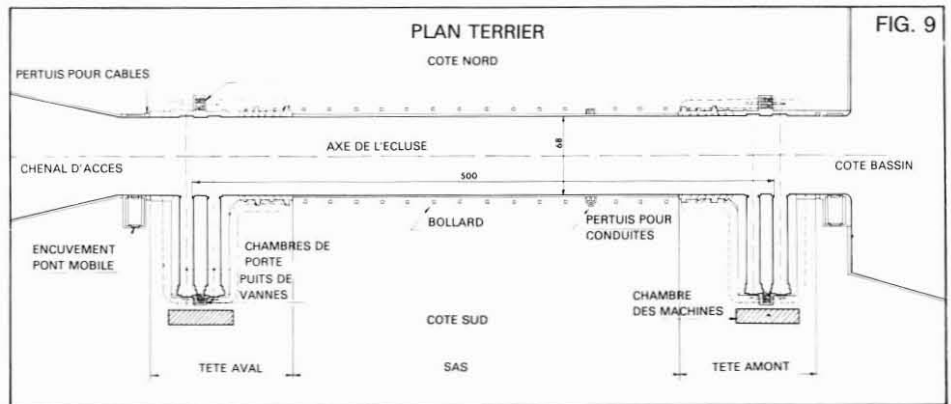 PLAN TERRIER
FIG. 9
COTE NORD
PERTUIS POUR CABLES
AXE DE L'ECLUSE
68
CHENAL D'ACCES
COTE BASSIN
500
BOLLARD
PERTUIS POUR
CONDUITES
ENCUVEMENT
PONT MOBILE
CHAMBRES DE
PORTE
PUITS DE
VANNES
CHAMBRE
DES MACHINES
COTE SUD
TETE AVAL
SAS
TETE AMONT